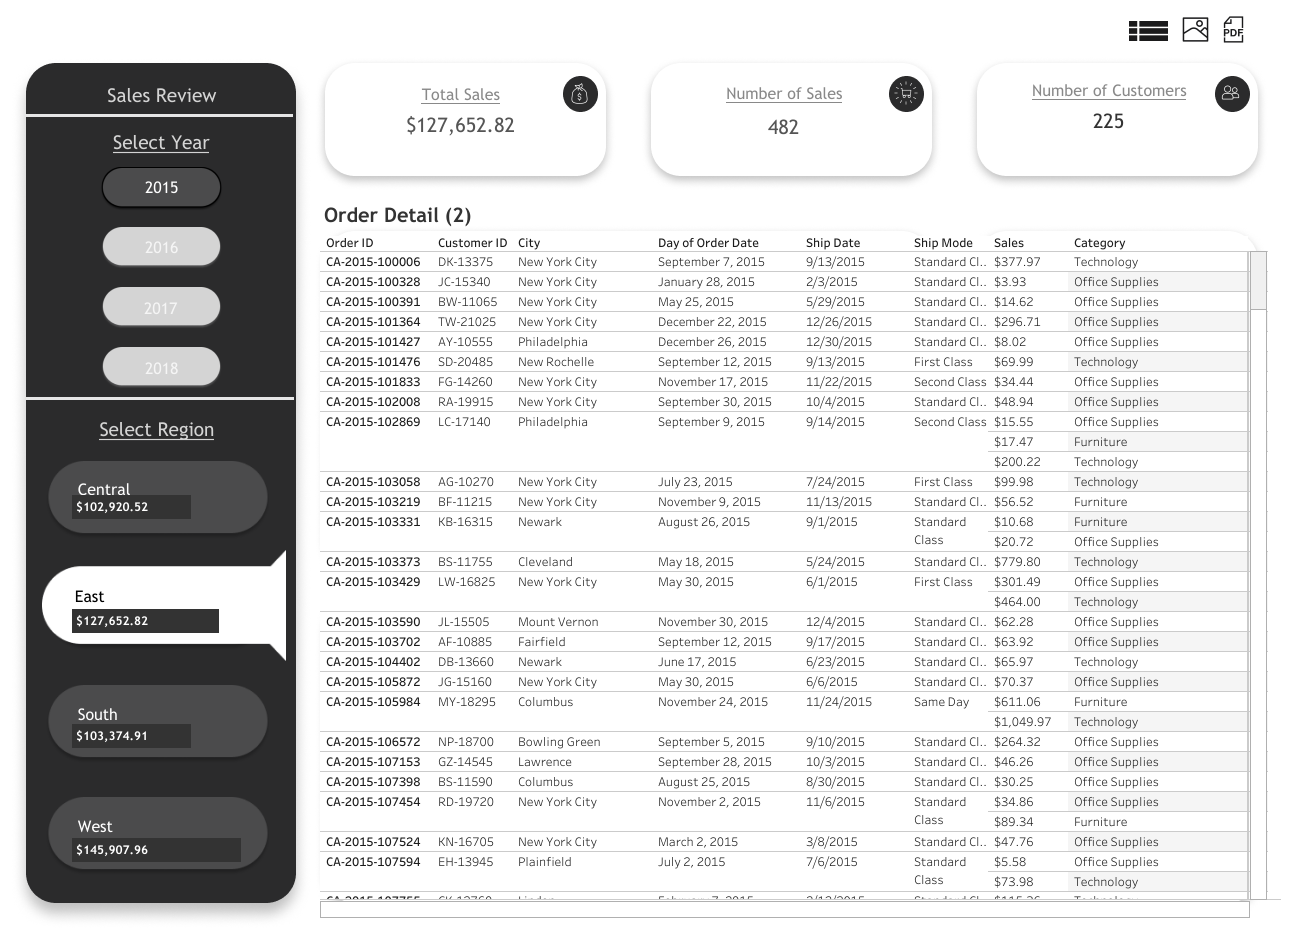 PDF
Sales Review
Select Year
2015
2016
2017
2018
Select Region
Central
$102,920.52
East
$127,652.82
South
$103,374.91
West
$145,907.96
Total Sales
$127,652.82
Number of Sales
482
Number of Customers
225
Order Detail (2)
Order ID Customer ID City Day of Order Date Ship Date Ship Mode Sales Category
CA-2015-100006 DK-13375 New York City September 7, 2015 9/13/2015 Standard Cl.. $377.97 Technology
CA-2015-100328 JC-15340 New York City January 28, 2015 2/3/2015 Standard Cl.. $3.93 Office Supplies
CA-2015-100391 BW-11065 New York City May 25, 2015 5/29/2015 Standard Cl.. $14.62 Office Supplies
CA-2015-101364 TW-21025 New York City December 22, 2015 12/26/2015 Standard Cl.. $296.71 Office Supplies
CA-2015-101427 AY-10555 Philadelphia December 26, 2015 12/30/2015 Standard Cl.. $8.02 Office Supplies
CA-2015-101476 SD-20485 New Rochelle September 12, 2015 9/13/2015 First Class $69.99 Technology
CA-2015-101833 FG-14260 New York City November 17, 2015 11/22/2015 Second Class $34.44 Office Supplies
CA-2015-102008 RA-19915 New York City September 30, 2015 10/4/2015 Standard Cl.. $48.94 Office Supplies
CA-2015-102869 LC-17140 Philadelphia September 9, 2015 9/14/2015 Second Class $15.55 Office Supplies
$17.47 Furniture
$200.22 Technology
CA-2015-103058 AG-10270 New York City July 23, 2015 7/24/2015 First Class $99.98 Technology
CA-2015-103219 BF-11215 New York City November 9, 2015 11/13/2015 Standard Cl.. $56.52 Furniture
CA-2015-103331 KB-16315 Newark August 26, 2015 9/1/2015 Standard $10.68 Furniture
Class $20.72 Office Supplies
CA-2015-103373 BS-11755 Cleveland May 18, 2015 5/24/2015 Standard Cl.. $779.80 Technology
CA-2015-103429 LW-16825 New York City May 30, 2015 6/1/2015 First Class $301.49 Office Supplies
$464.00 Technology
CA-2015-103590 JL-15505 Mount Vernon November 30, 2015 12/4/2015 Standard Cl.. $62.28 Office Supplies
CA-2015-103702 AF-10885 Fairfield September 12, 2015 9/17/2015 Standard Cl.. $63.92 Office Supplies
CA-2015-104402 DB-13660 Newark June 17, 2015 6/23/2015 Standard Cl.. $65.97 Technology
CA-2015-105872 JG-15160 New York City May 30, 2015 6/6/2015 Standard Cl.. $70.37 Office Supplies
CA-2015-105984 MY-18295 Columbus November 24, 2015 11/24/2015 Same Day $611.06 Furniture
$1,049.97 Technology
CA-2015-106572 NP-18700 Bowling Green September 5, 2015 9/10/2015 Standard Cl.. $264.32 Office Supplies
CA-2015-107153 GZ-14545 Lawrence September 28, 2015 10/3/2015 Standard Cl.. $46.26 Office Supplies
CA-2015-107398 BS-11590 Columbus August 25, 2015 8/30/2015 Standard Cl.. $30.25 Office Supplies
CA-2015-107454 RD-19720 New York City November 2, 2015 11/6/2015 Standard $34.86 Office Supplies
Class $89.34 Furniture
CA-2015-107524 KN-16705 New York City March 2, 2015 3/8/2015 Standard Cl.. $47.76 Office Supplies
CA-2015-107594 EH-13945 Plainfield July 2, 2015 7/6/2015 Standard $5.58 Office Supplies
Class $73.98 Technology